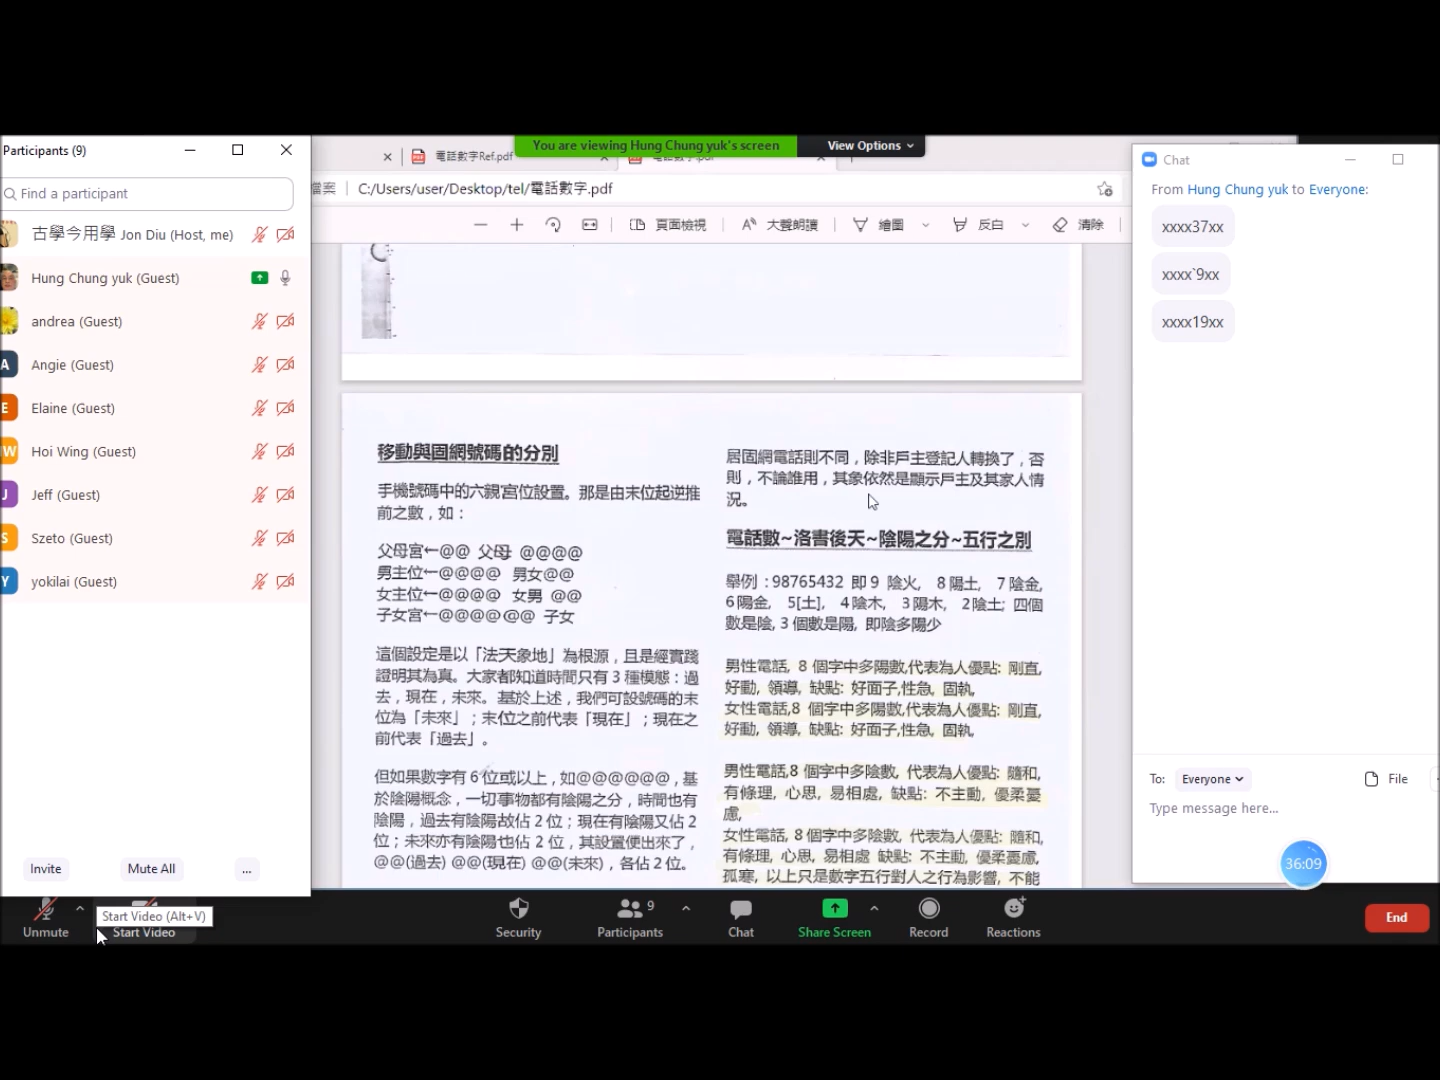 Participants (9)
Find a participant
古學今用學 Jon Diu (Host, me)
Hung Chung yuk (Guest)
andrea (Guest)
A
Angie (Guest)
E
Elaine (Guest)
W
Hoi Wing (Guest)
J
Jeff (Guest)
S
Szeto (Guest)
Y
yokilai (Guest)
Invite
Mute All
...
電話數字Ref.pdf
電話數字.pdf
You are viewing Hung Chung yuk's screen
View Options
檔案
C:/Users/user/Desktop/tel/電話數字.pdf
頁面檢視
大聲朗讀
繪圖
反白
清除
移動與固網號碼的分別
手機號碼中的六親宮位設置。那是由末位起逆推
前之數，如：
父母宮←@@ 父母 @@@@
男主位←@@@@ 男女@@
女主位←@@@@ 女男 @@
子女宮←@@@@@@ 子女
這個設定是以「法天象地」為根源，且是經實踐
證明其為真。大家都知道時間只有 3 種模態：過
去，現在，未來。基於上述，我們可設號碼的末
位為「未來」；末位之前代表「現在」；現在之
前代表「過去」。
但如果數字有 6 位或以上，如@@@@@@，基
於陰陽概念，一切事物都有陰陽之分，時間也有
陰陽，過去有陰陽故佔 2 位；現在有陰陽又佔 2
位；未來亦有陰陽也佔 2 位，其設置便出來了，
@@(過去) @@(現在) @@(未來)，各佔 2 位。
居固網電話則不同，除非戶主登記人轉換了，否
則，不論誰用，其象依然是顯示戶主及其家人情
況。
電話數~洛書後天~陰陽之分~五行之別
舉例：98765432 即 9 陰火, 8 陽土, 7 陰金,
6 陽金, 5[土], 4 陰木, 3 陽木, 2 陰土; 四個
數是陰, 3 個數是陽, 即陰多陽少
男性電話, 8 個字中多陽數,代表為人優點: 剛直,
好動, 領導, 缺點: 好面子,性急, 固執,
女性電話,8 個字中多陽數,代表為人優點: 剛直,
好動, 領導, 缺點: 好面子,性急, 固執,
男性電話,8 個字中多陰數, 代表為人優點: 隨和,
有條理, 心思, 易相處, 缺點: 不主動, 優柔憂
慮,
女性電話, 8 個字中多陰數, 代表為人優點: 隨和,
有條理, 心思, 易相處 缺點: 不主動, 優柔憂慮,
孤寒, 以上只是數字五行對人之行為影響, 不能
Chat
From Hung Chung yuk to Everyone:
xxxx37xx
xxxx`9xx
xxxx19xx
To: Everyone
File
Type message here...
36:09
Unmute
Start Video (Alt+V)
Start Video
Security
9
Participants
Chat
Share Screen
Record
Reactions
End